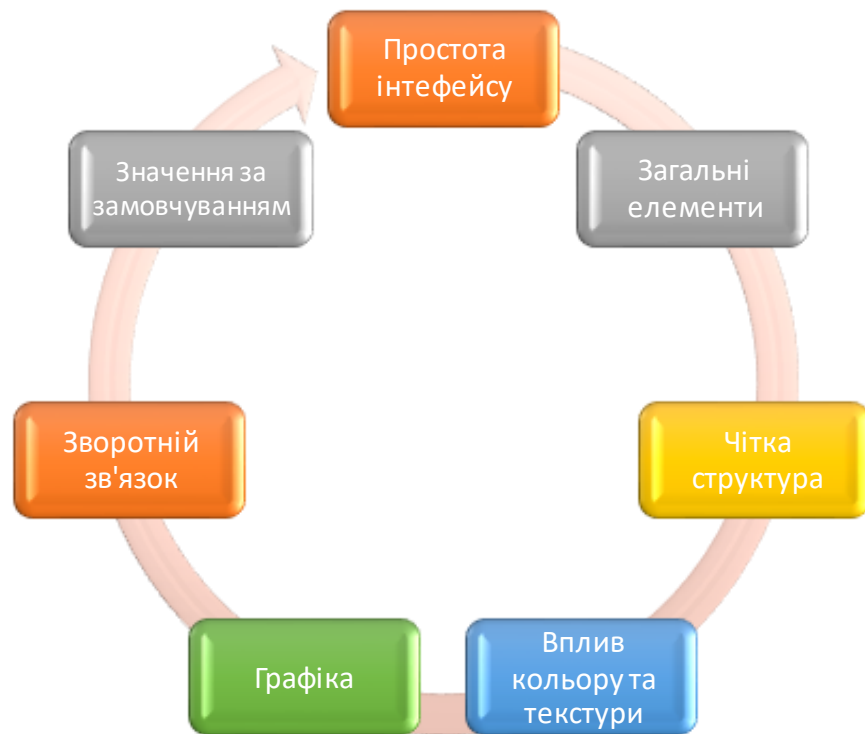 Простота
інтефейсу
Загальні
елементи
Чітка
структура
Вплив
кольору та
текстури
Графіка
Зворотній
зв'язок
Значення за
замовчуванням